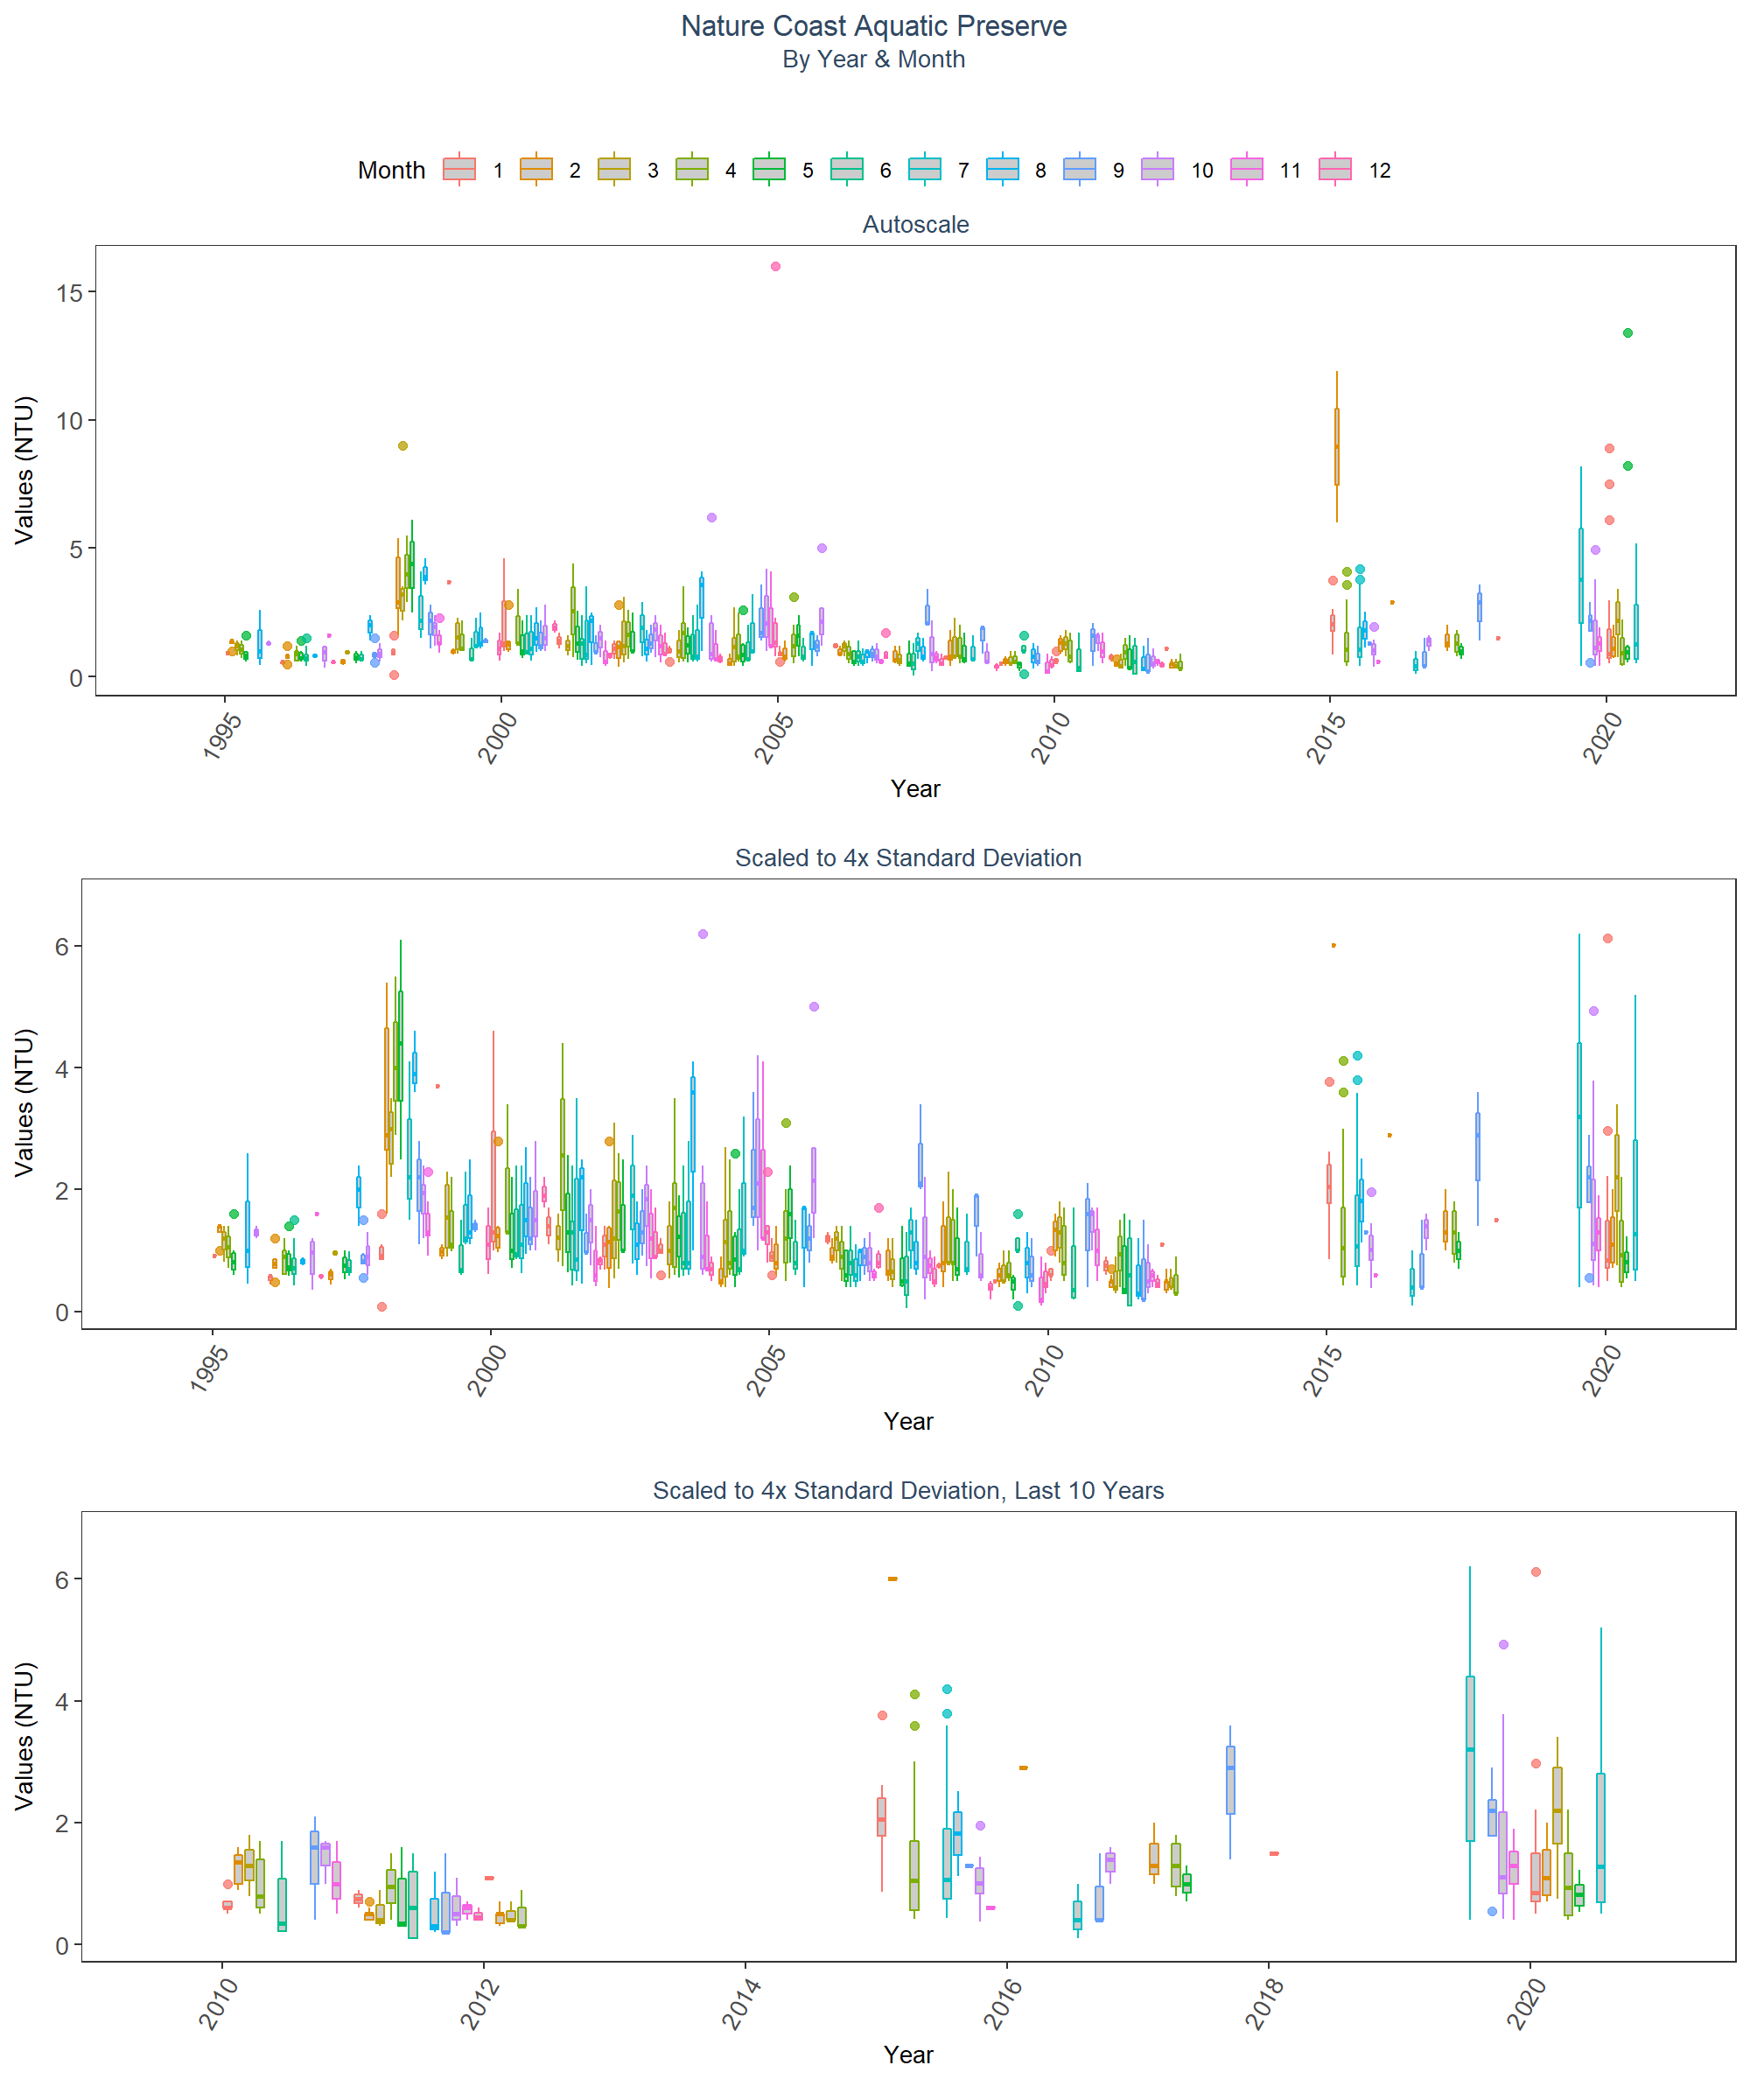 Nature Coast Aquatic Preserve
By Year & Month
Month 1 2 3 4 5 6 7 8 9 10 11 12
Autoscale
Values (NTU)
15
10
5
0
1995 2000 2005 2010 2015 2020
Year
Scaled to 4x Standard Deviation
Values (NTU)
6
4
2
0
1995 2000 2005 2010 2015 2020
Year
Scaled to 4x Standard Deviation, Last 10 Years
Values (NTU)
6
4
2
0
2010 2012 2014 2016 2018 2020
Year